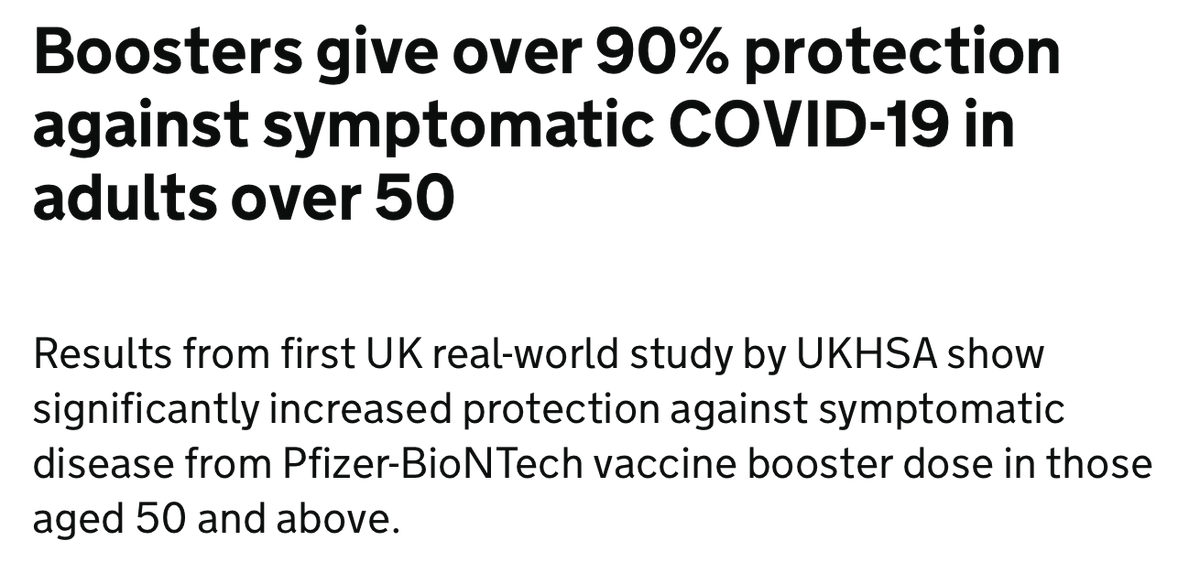 Boosters give over 90% protection
against symptomatic COVID-19 in
adults over 50
Results from first UK real-world study by UKHSA show
significantly increased protection against symptomatic
disease from Pfizer-BioNTech vaccine booster dose in those
aged 50 and above.